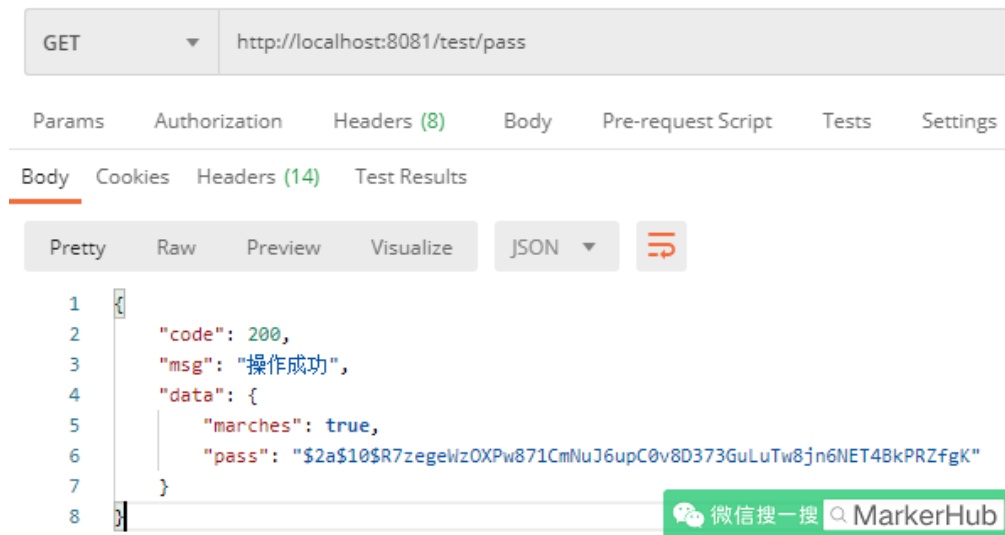 GET http://localhost:8081/test/pass
Params Authorization Headers (8) Body Pre-request Script Tests Settings
Body Cookies Headers (14) Test Results
Pretty Raw Preview Visualize JSON
1 {
2 "code": 200,
3 "msg": "操作成功",
4 "data": {
5 "marches": true,
6 "pass": "$2a$10$R7zegeWzOXPw871CmNuJ6upC0v8D373GuLuTw8jn6NET4BkPRZfgK"
7 }
8 }
微信搜一搜 MarkerHub